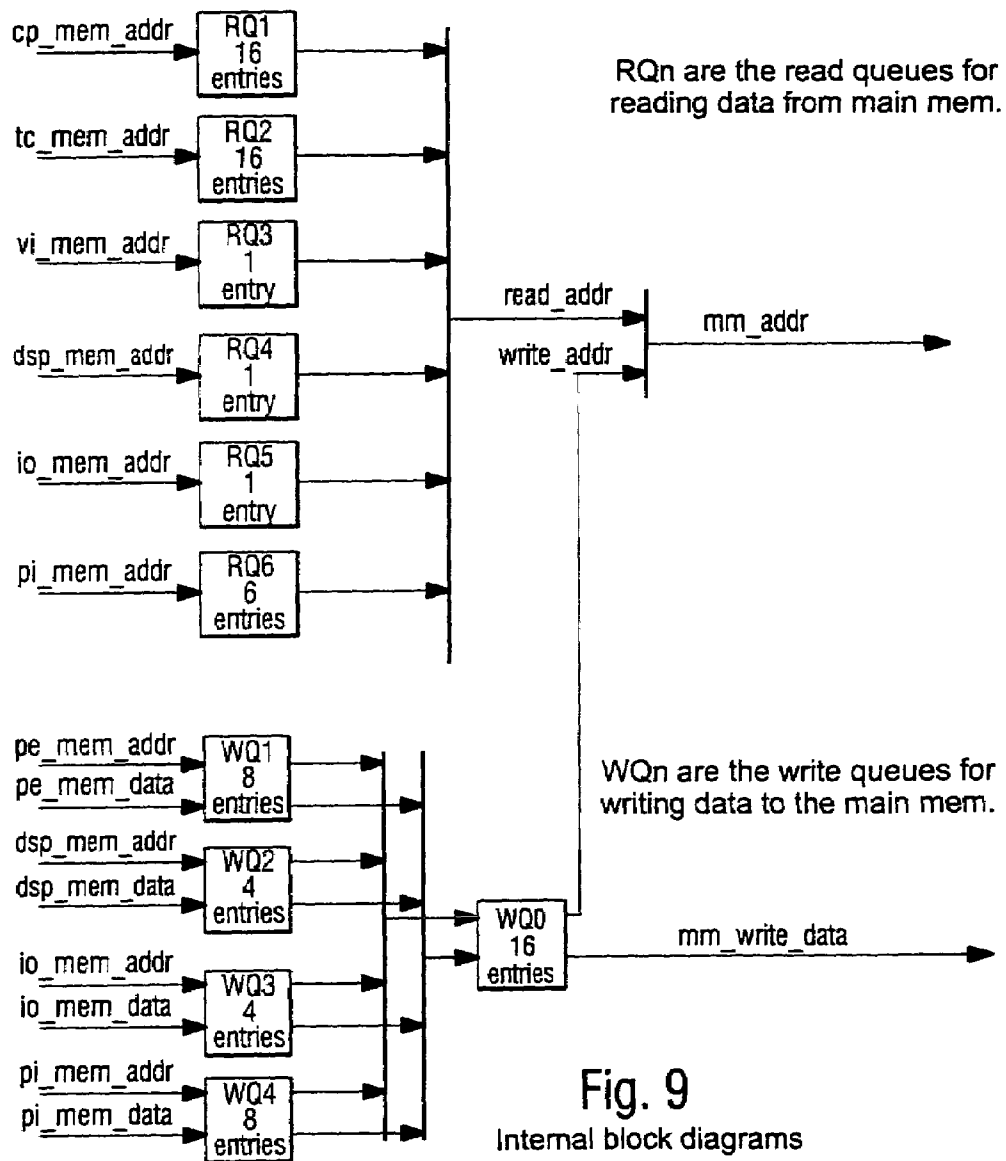 cp_mem_addr
RQ1
16
entries
RQn are the read queues for
reading data from main mem.
tc_mem_addr
RQ2
16
entries
vi_mem_addr
RQ3
1
entry
read_addr
mm_addr
write_addr
dsp_mem_addr
RQ4
1
entry
io_mem_addr
RQ5
1
entry
pi_mem_addr
RQ6
6
entries
pe_mem_addr
pe_mem_data
WQ1
8
entries
WQn are the write queues for
writing data to the main mem.
dsp_mem_addr
dsp_mem_data
WQ2
4
entries
WQ0
16
entries
mm_write_data
io_mem_addr
io_mem_data
WQ3
4
entries
pi_mem_addr
pi_mem_data
WQ4
8
entries
Fig. 9
Internal block diagrams